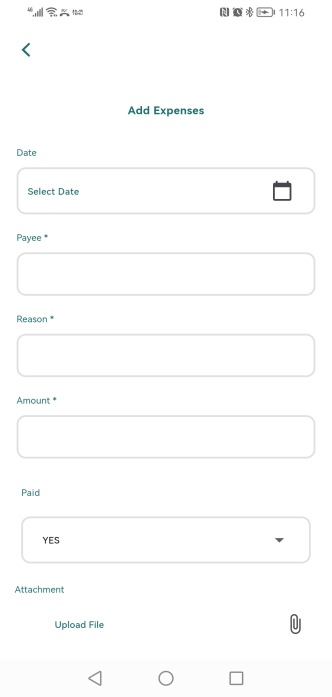 11:16
Add Expenses
Date
Select Date
Payee *
Reason *
Amount *
Paid
YES
Attachment
Upload File